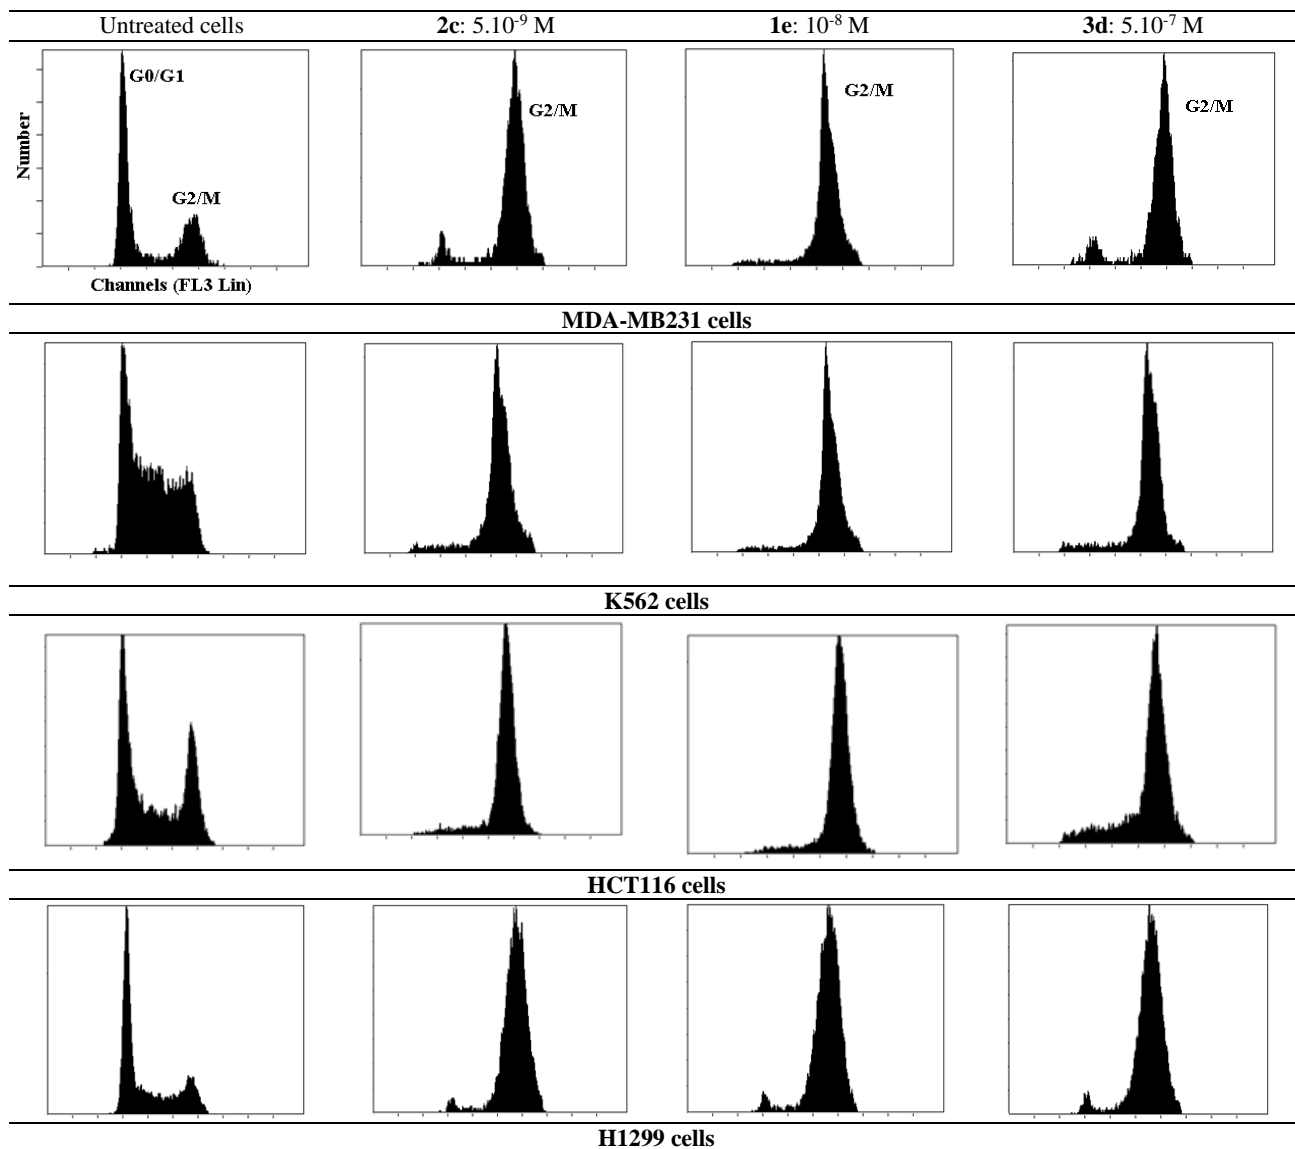 Untreated cells 2c: 5.10⁻⁹ M 1e: 10⁻⁸ M 3d: 5.10⁻⁷ M
G0/G1
G2/M
Number
Channels (FL3 Lin)
G2/M
G2/M
G2/M
MDA-MB231 cells
K562 cells
HCT116 cells
H1299 cells